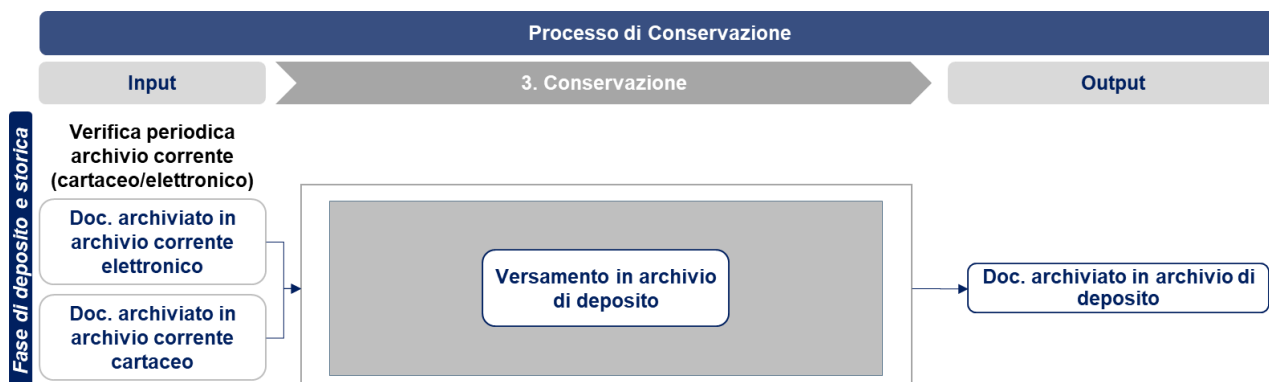 Processo di Conservazione
Input
3. Conservazione
Output
Fase di deposito e storica
Verifica periodica
archivio corrente
(cartaceo/elettronico)
Doc. archiviato in
archivio corrente
elettronico
Doc. archiviato in
archivio corrente
cartaceo
Versamento in archivio
di deposito
Doc. archiviato in archivio di
deposito